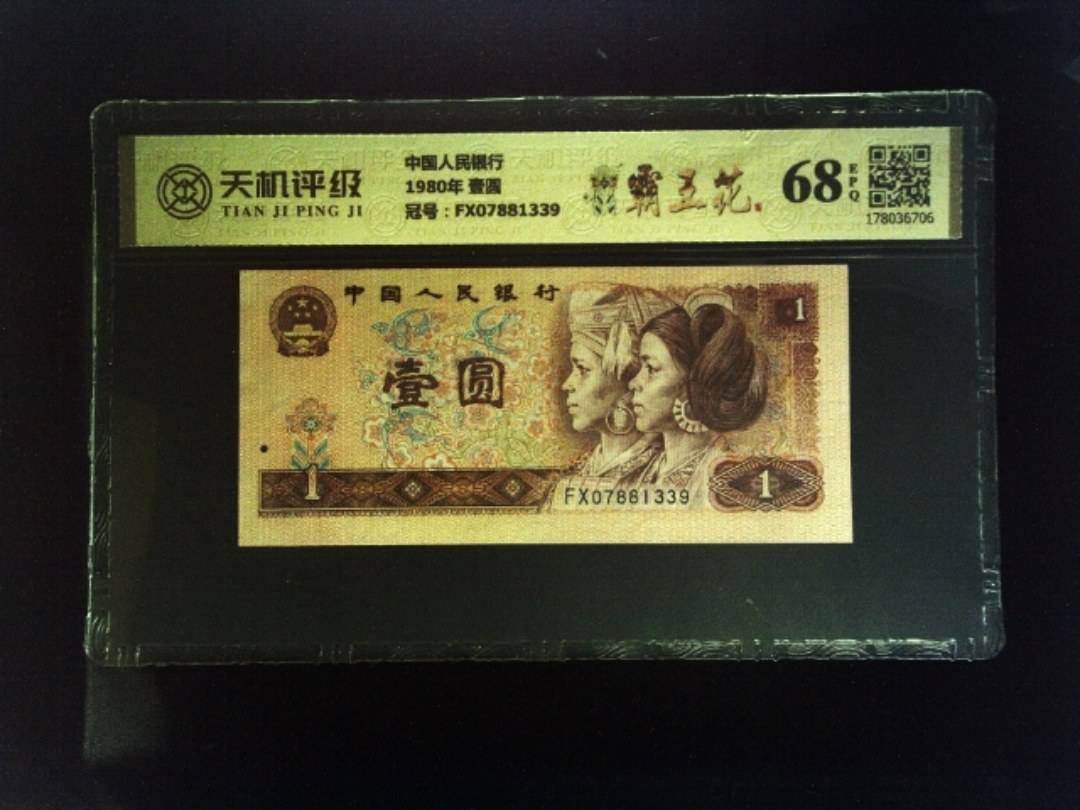 天机评级
TIAN JI PING JI
中国人民银行
1980年 壹圆
冠号：FX07881339
霸王花
68
EPQ
178036706
中国人民银行
壹圆
1
1
FX07881339
1